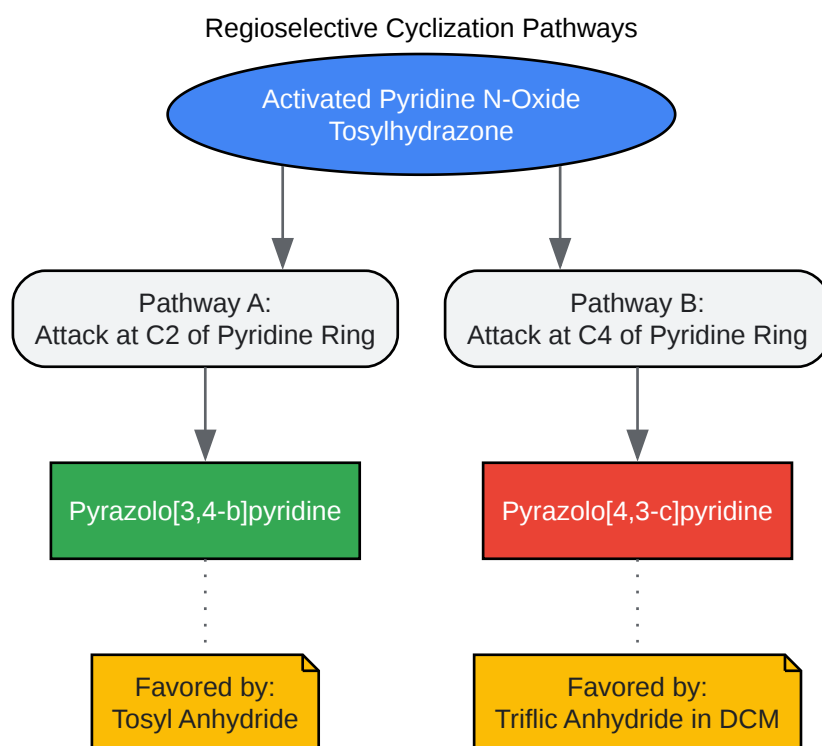 Regioselective Cyclization Pathways
Activated Pyridine N-Oxide
Tosylhydrazone
Pathway A:
Attack at C2 of Pyridine Ring
Pathway B:
Attack at C4 of Pyridine Ring
Pyrazolo[3,4-b]pyridine
Pyrazolo[4,3-c]pyridine
Favored by:
Tosyl Anhydride
Favored by:
Triflic Anhydride in DCM